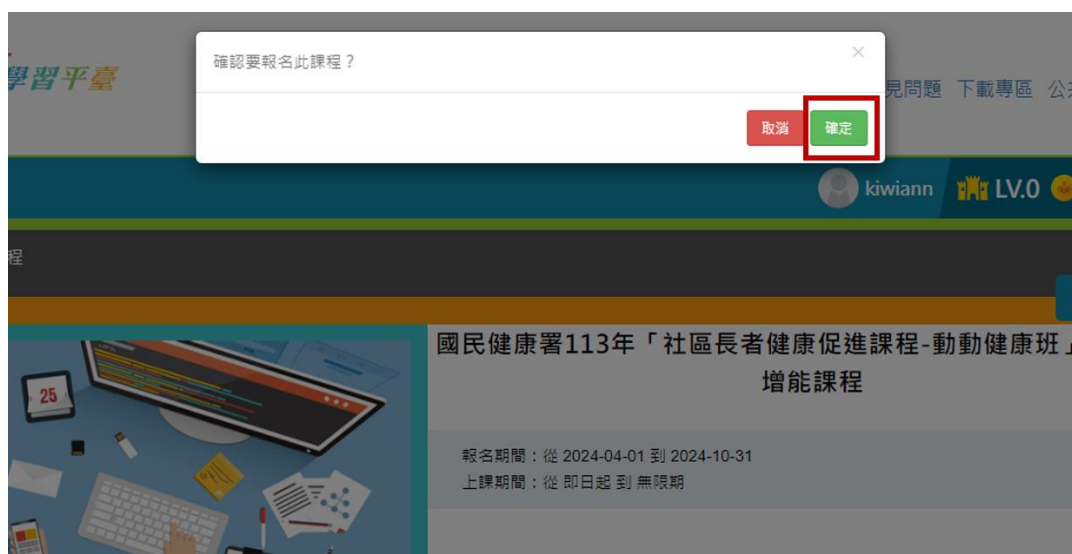 確認要報名此課程？
×
學習平臺
見問題 下載專區
取消 確定
kiwiann LV.0
程
25
國民健康署113年「社區長者健康促進課程-動動健康班」
增能課程
報名期間：從 2024-04-01 到 2024-10-31
上課期間：從 即日起 到 無限期